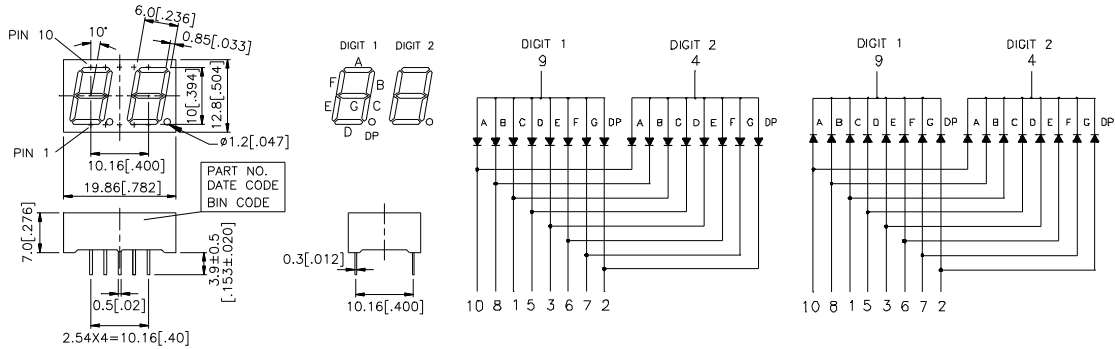 PIN 10
10°
6.0[.236]
0.85[.033]
10[.394]
12.8[.504]
PIN 1
ø1.2[.047]
10.16[.400]
19.86[.782]
PART NO.
DATE CODE
BIN CODE
7.0[.276]
3.9±0.5
[.153±.020]
0.5[.02]
2.54X4=10.16[.40]
DIGIT 1 DIGIT 2
A
F B
G
E C
D DP
0.3[.012]
10.16[.400]
DIGIT 1 DIGIT 2
9 4
A B C D E F G DP A B C D E F G DP
10 8 1 5 3 6 7 2
DIGIT 1 DIGIT 2
9 4
A B C D E F G DP A B C D E F G DP
10 8 1 5 3 6 7 2